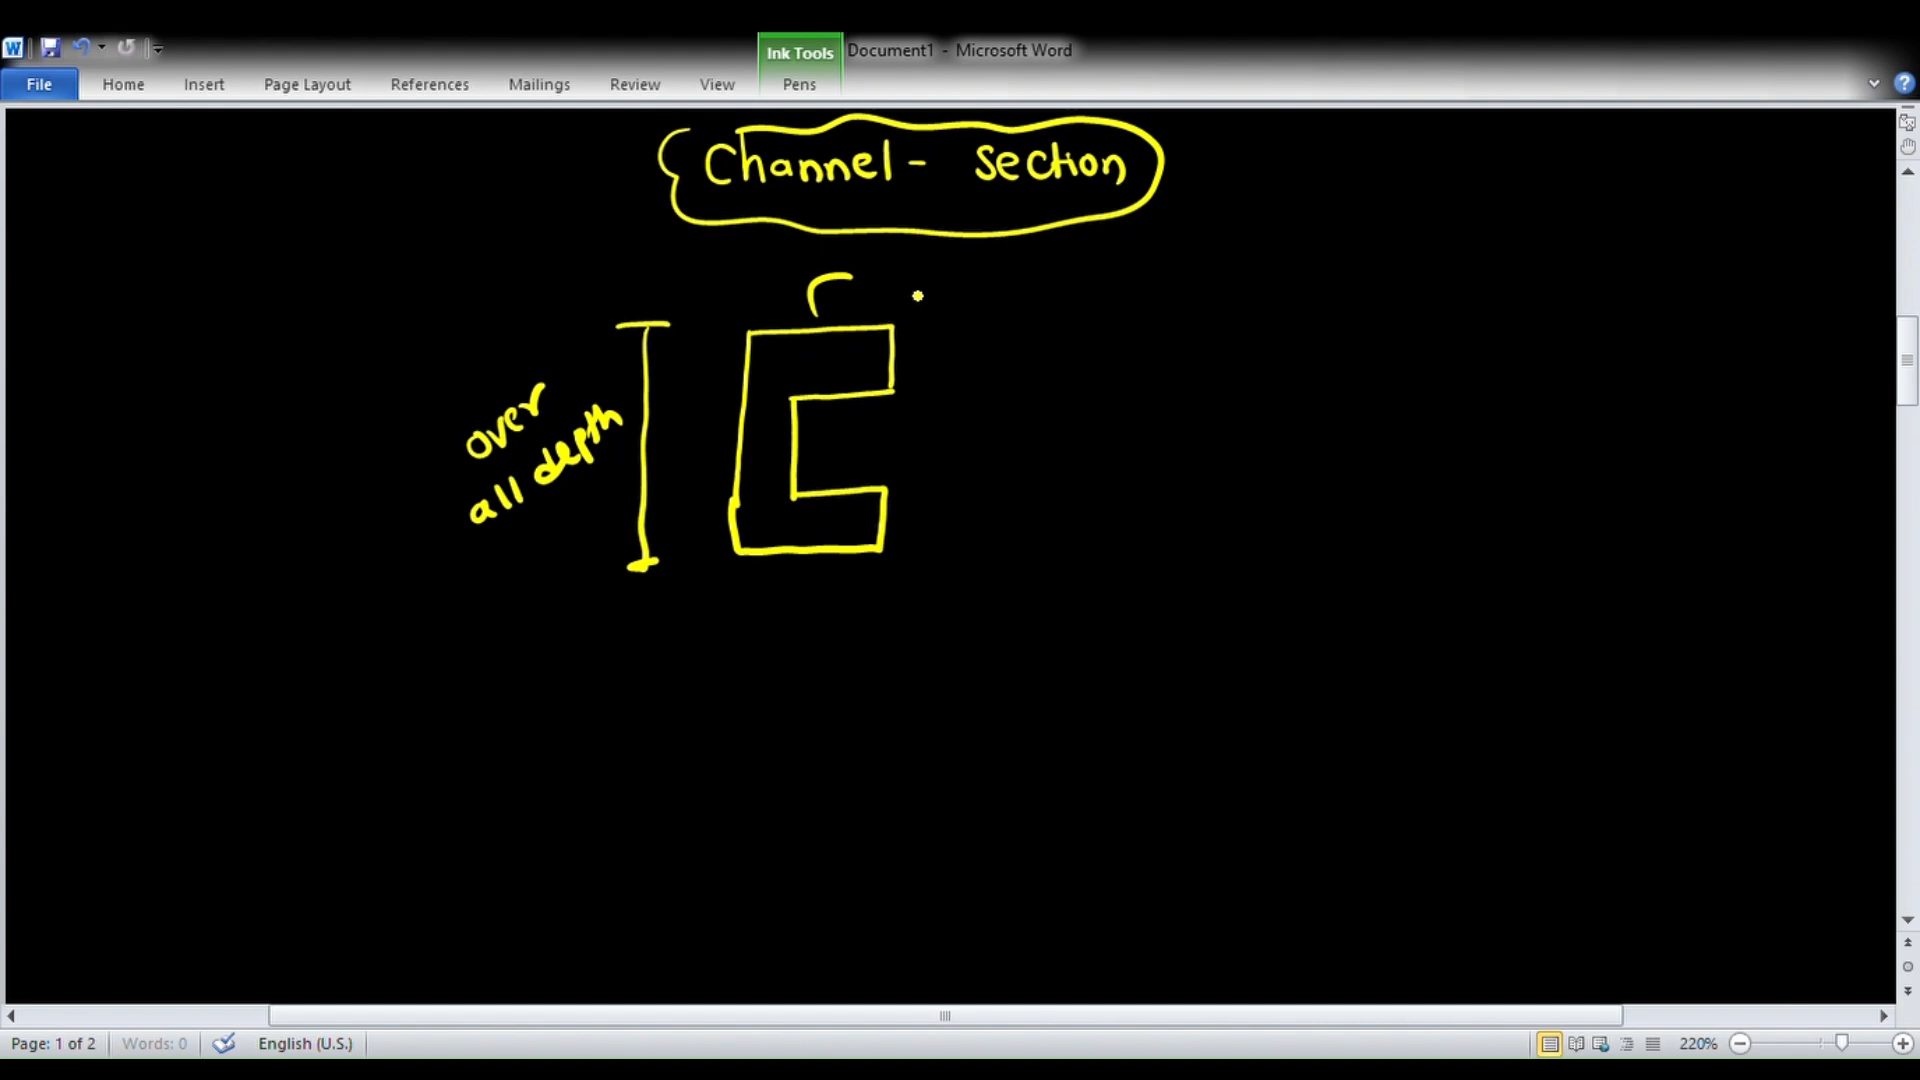 Ink Tools
Document1 - Microsoft Word
File Home Insert Page Layout References Mailings Review View Pens
Channel - Section
over
all depth
Page: 1 of 2 Words: 0 English (U.S.) 220%